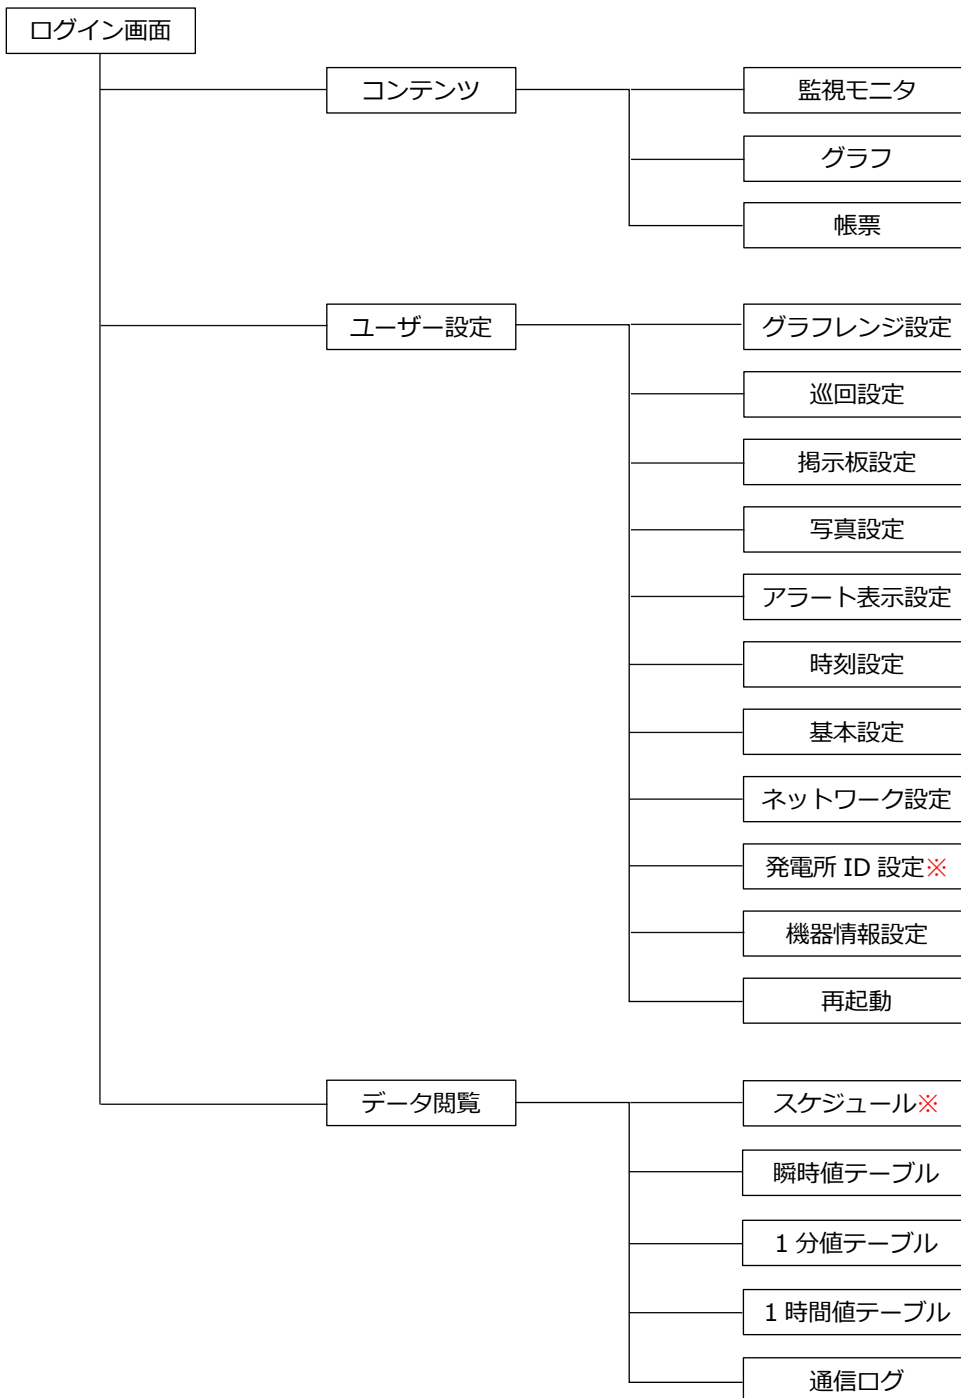 ログイン画面
コンテンツ
監視モニタ
グラフ
帳票
ユーザー設定
グラフレンジ設定
巡回設定
掲示板設定
写真設定
アラート表示設定
時刻設定
基本設定
ネットワーク設定
発電所 ID 設定※
機器情報設定
再起動
データ閲覧
スケジュール※
瞬時値テーブル
1 分値テーブル
1 時間値テーブル
通信ログ